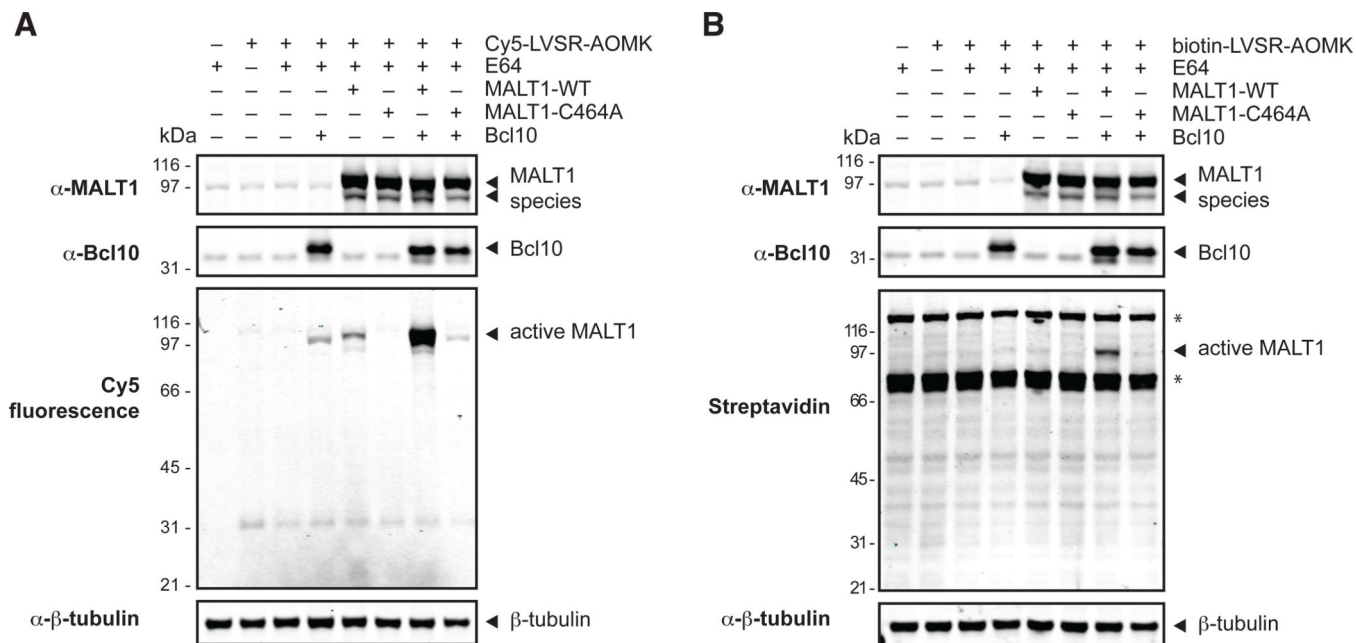 A
– + + + + + + + Cy5-LVSR-AOMK
+ – + + + + + + E64
– – – – + – + – MALT1-WT
– – – – – + – + MALT1-C464A
kDa – – – + – – + + Bcl10
116 -
97 -
α-MALT1
MALT1
species
α-Bcl10
Bcl10
31 -
116 -
97 -
active MALT1
66 -
Cy5
fluorescence
45 -
31 -
21 -
α-β-tubulin
β-tubulin
B
– + + + + + + + biotin-LVSR-AOMK
+ – + + + + + + E64
– – – – + – + – MALT1-WT
– – – – – + – + MALT1-C464A
kDa – – – + – – + + Bcl10
116 -
97 -
α-MALT1
MALT1
species
α-Bcl10
Bcl10
31 -
*
116 -
97 -
active MALT1
*
66 -
Streptavidin
45 -
31 -
21 -
α-β-tubulin
β-tubulin